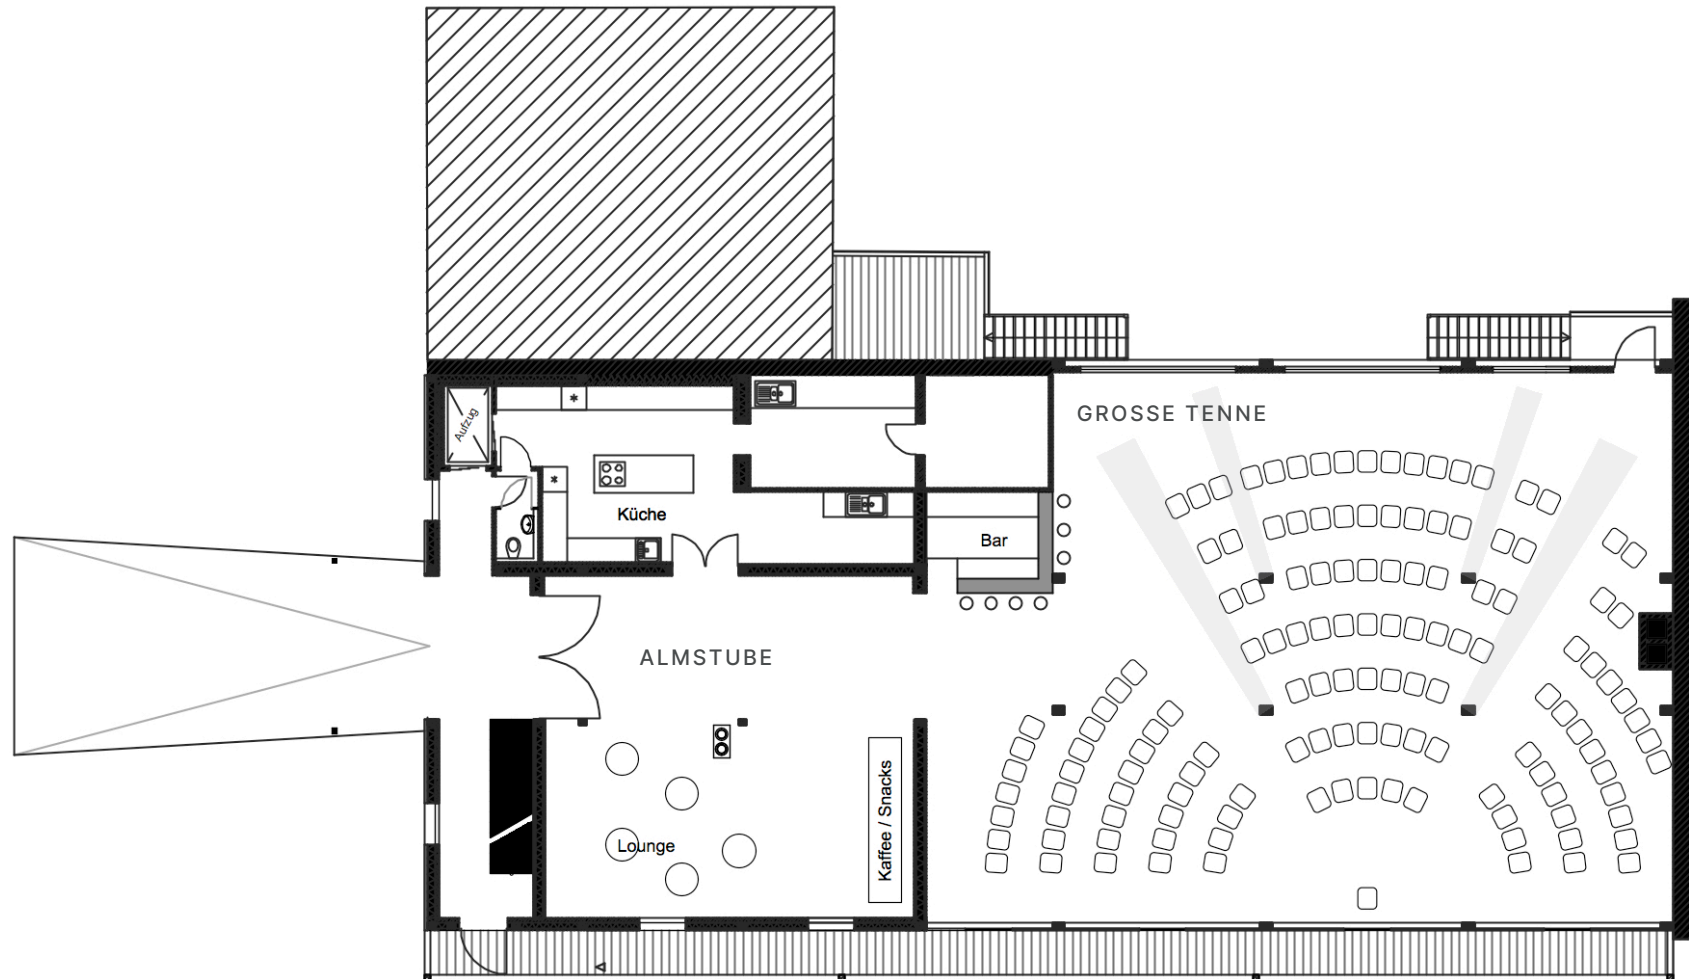 GROSSE TENNE
Aufzug
*
*
Küche
Bar
ALMSTUBE
Lounge
Kaffee / Snacks